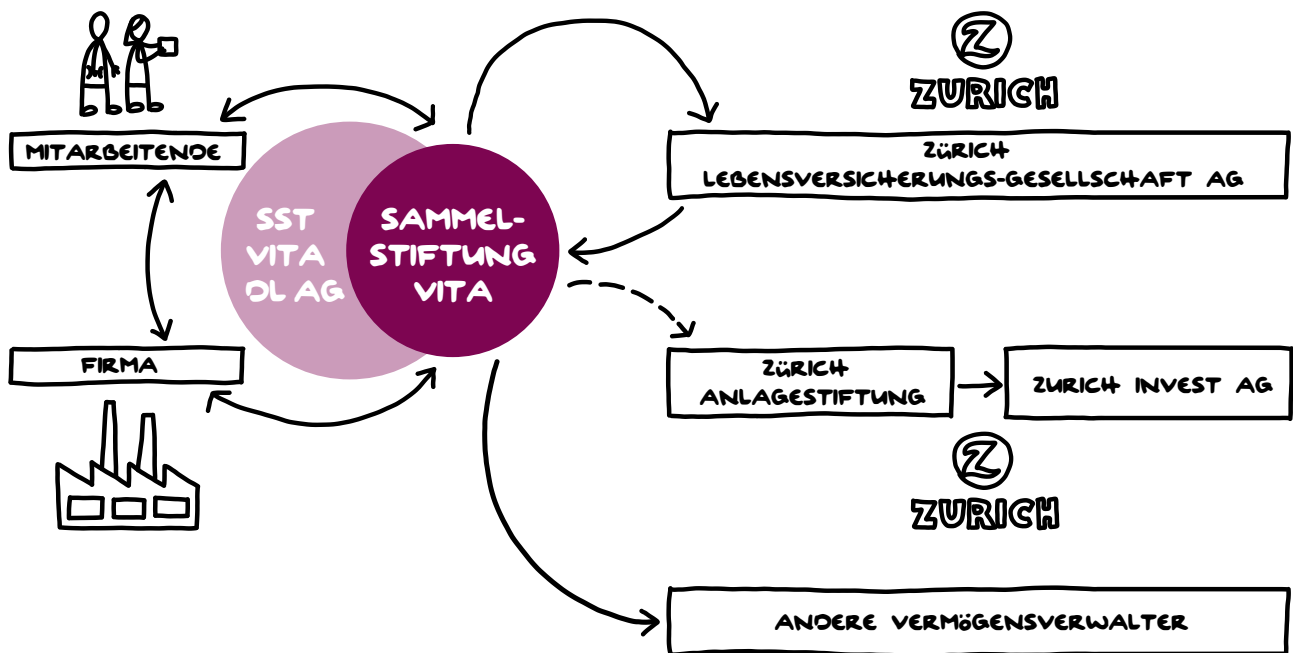 MITARBEITENDE
FIRMA
SST
VITA
DL AG
SAMMEL-
STIFTUNG
VITA
Z
ZURICH
ZüRICH
LEBENSVERSICHERUNGS-GESELLSCHAFT AG
ZüRICH
ANLAGESTIFTUNG
ZURICH INVEST AG
Z
ZURICH
ANDERE VERMöGENSVERWALTER